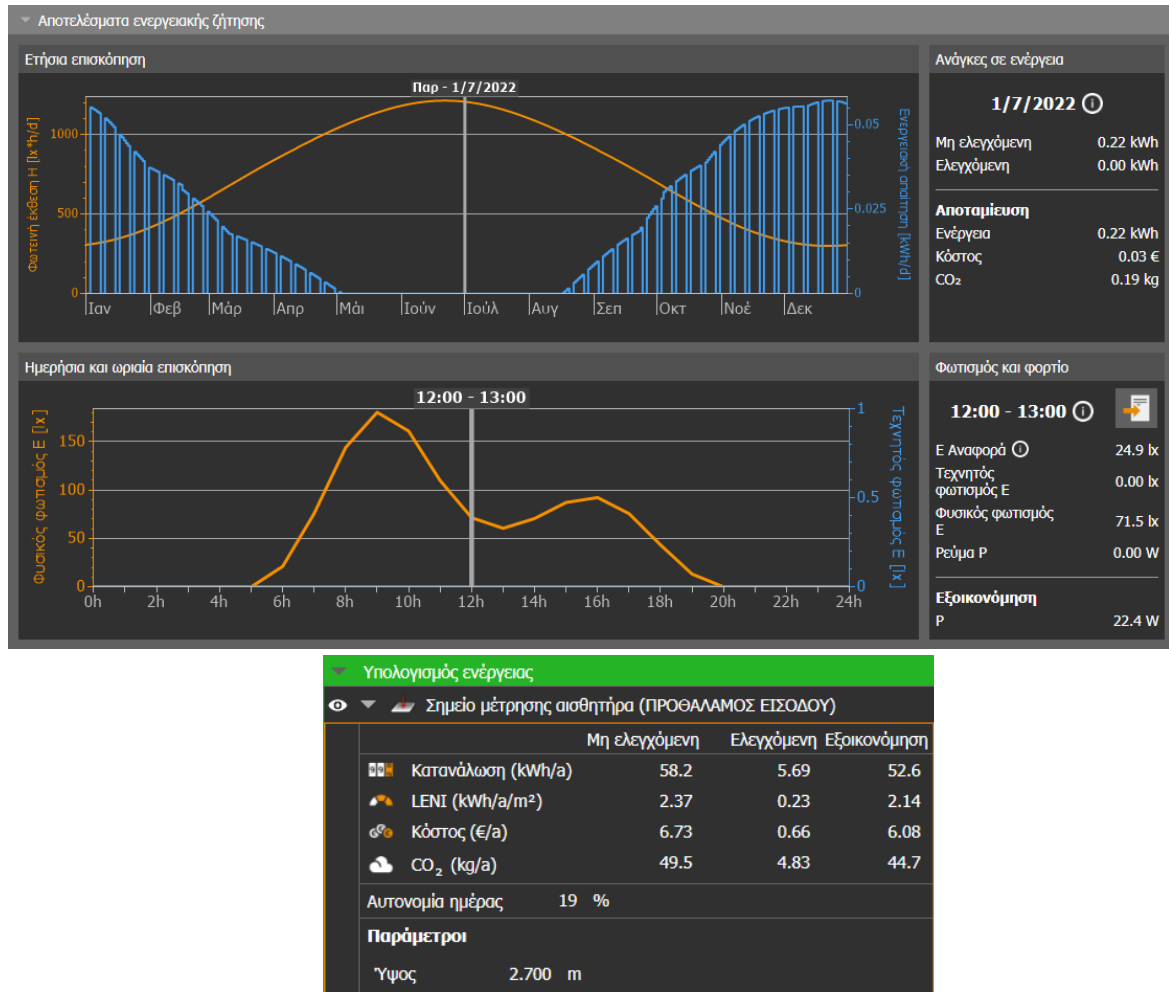 Αποτελέσματα ενεργειακής ζήτησης
Ετήσια επισκόπηση
Παρ - 1/7/2022
Φωτεινή έκθεση H [lx*h/d]
1000
500
0
Ενεργειακή απαίτηση [kWh/d]
0.05
0.025
0
Ιαν Φεβ Μάρ Απρ Μάι Ιούν Ιούλ Αυγ Σεπ Οκτ Νοέ Δεκ
Ανάγκες σε ενέργεια
1/7/2022
Μη ελεγχόμενη 0.22 kWh
Ελεγχόμενη 0.00 kWh
Αποταμίευση
Ενέργεια 0.22 kWh
Κόστος 0.03 €
CO₂ 0.19 kg
Ημερήσια και ωριαία επισκόπηση
12:00 - 13:00
Φυσικός φωτισμός E [lx]
150
100
50
0
Τεχνητός φωτισμός E [lx]
1
0.5
0
0h 2h 4h 6h 8h 10h 12h 14h 16h 18h 20h 22h 24h
Φωτισμός και φορτίο
12:00 - 13:00
E Αναφορά 24.9 lx
Τεχνητός
φωτισμός E 0.00 lx
Φυσικός φωτισμός
E 71.5 lx
Ρεύμα P 0.00 W
Εξοικονόμηση
P 22.4 W
Υπολογισμός ενέργειας
Σημείο μέτρησης αισθητήρα (ΠΡΟΘΑΛΑΜΟΣ ΕΙΣΟΔΟΥ)
Μη ελεγχόμενη Ελεγχόμενη Εξοικονόμηση
Κατανάλωση (kWh/a) 58.2 5.69 52.6
LENI (kWh/a/m²) 2.37 0.23 2.14
Κόστος (€/a) 6.73 0.66 6.08
CO₂ (kg/a) 49.5 4.83 44.7
Αυτονομία ημέρας 19 %
Παράμετροι
Ύψος 2.700 m